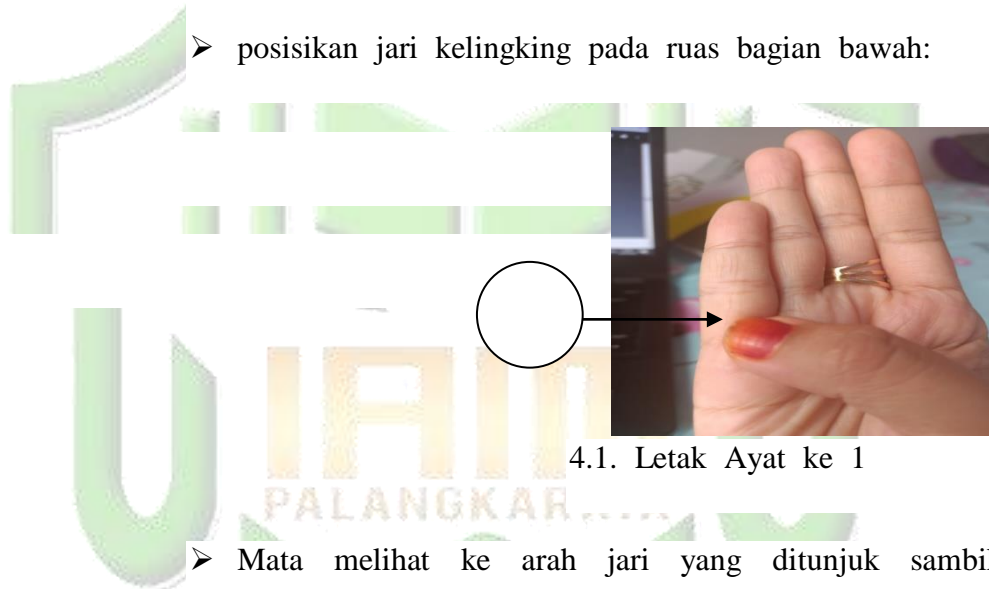 ➢ posisikan jari kelingking pada ruas bagian bawah:
4.1. Letak Ayat ke 1
PALANGKARAYA
➢ Mata melihat ke arah jari yang ditunjuk sambil